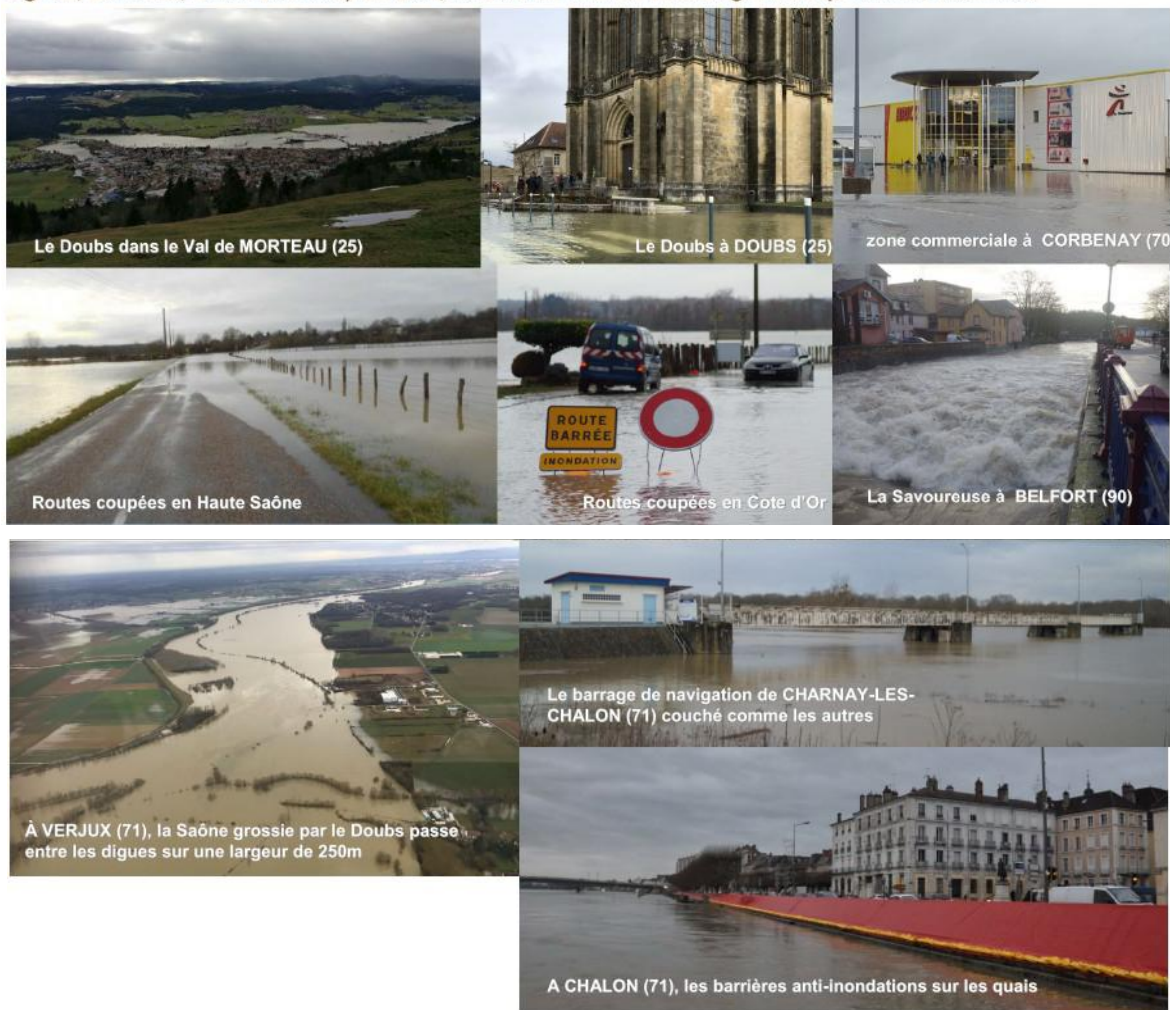 Le Doubs dans le Val de MORTEAU (25)
Le Doubs à DOUBS (25)
zone commerciale à CORBENAY (70
Routes coupées en Haute Saône
ROUTE
BARRÉE
INONDATION
Routes coupées en Cote d'Or
La Savoureuse à BELFORT (90)
À VERJUX (71), la Saône grossie par le Doubs passe
entre les digues sur une largeur de 250m
Le barrage de navigation de CHARNAY-LES-
CHALON (71) couché comme les autres
A CHALON (71), les barrières anti-inondations sur les quais